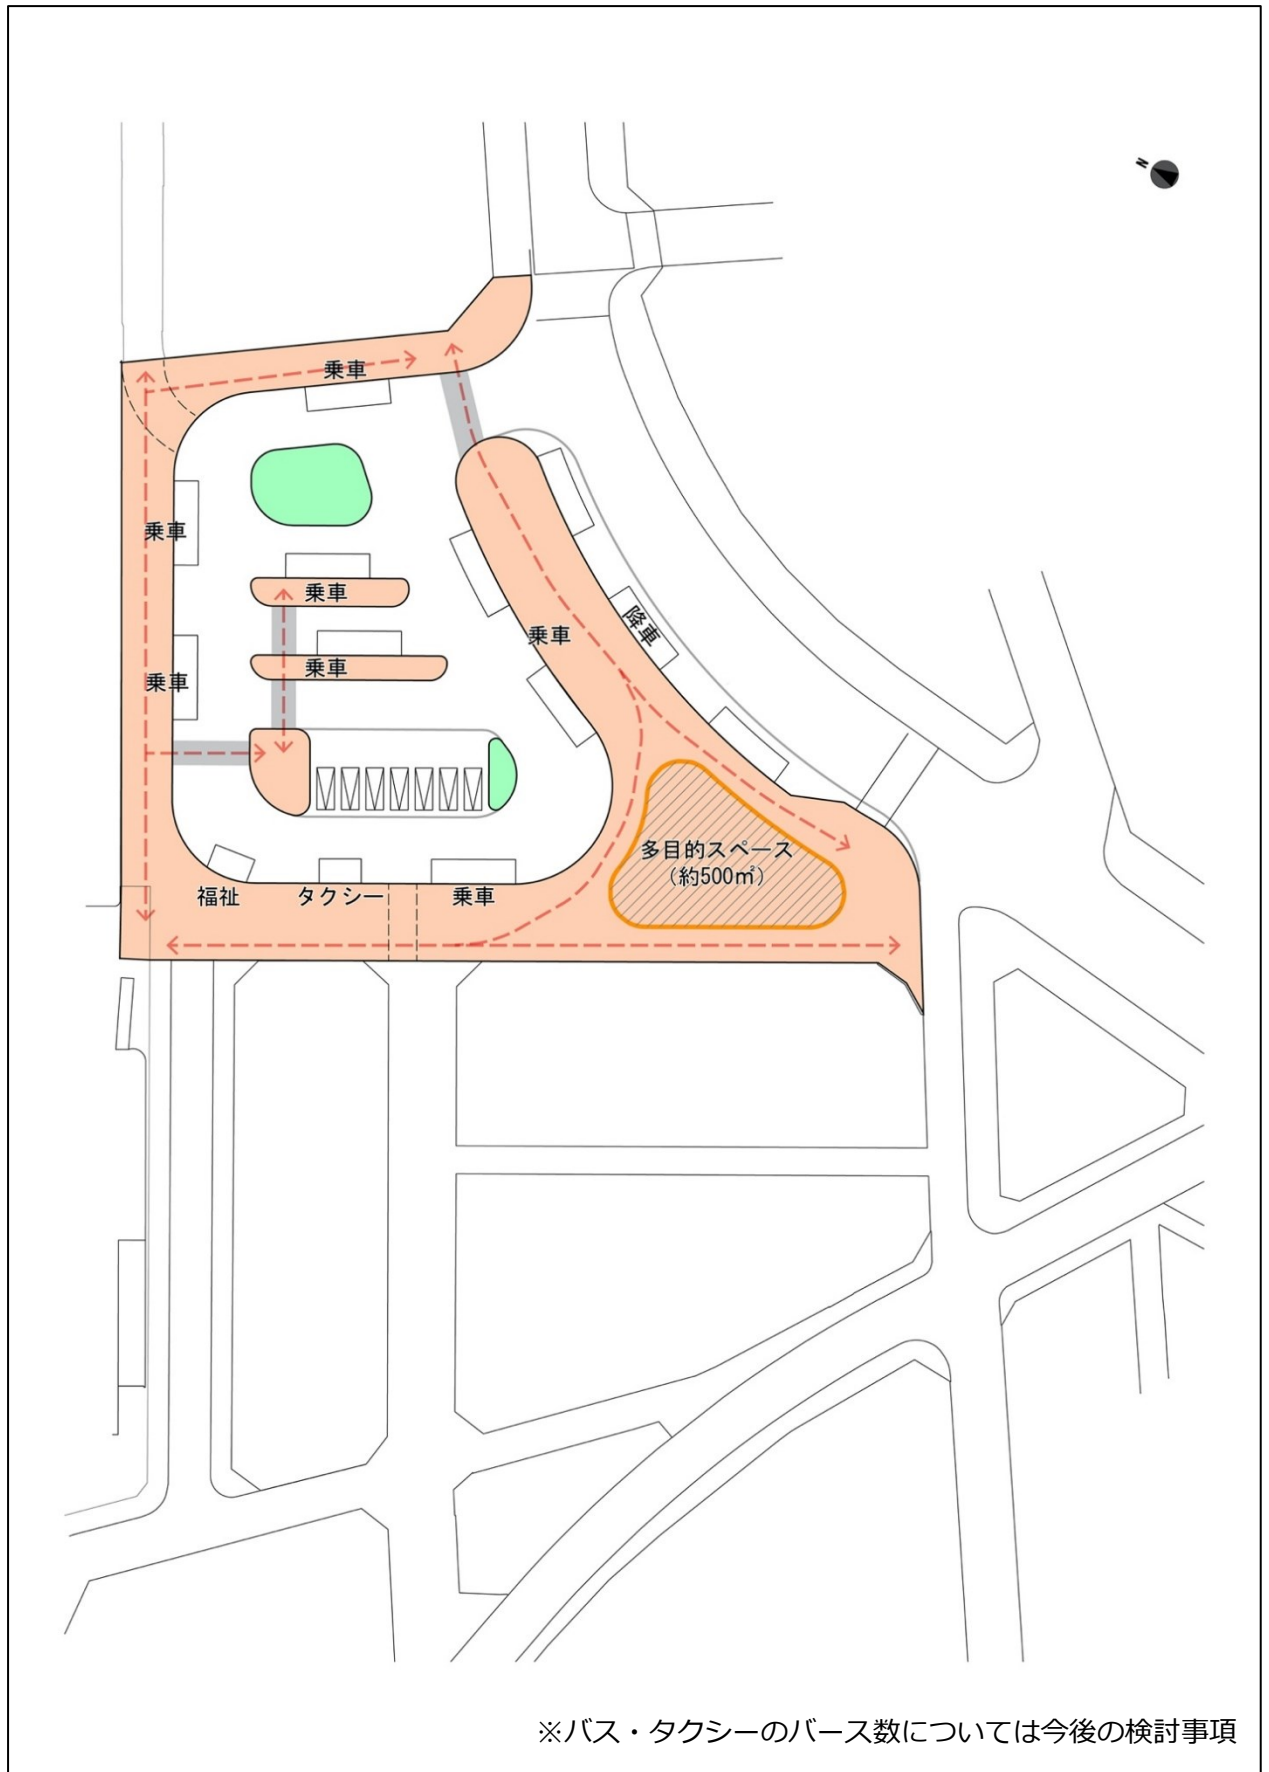 N
乗車
乗車
乗車
降車
乗車
乗車
乗車
多目的スペース
(約500㎡)
福祉
タクシー
乗車
※バス・タクシーのバース数については今後の検討事項